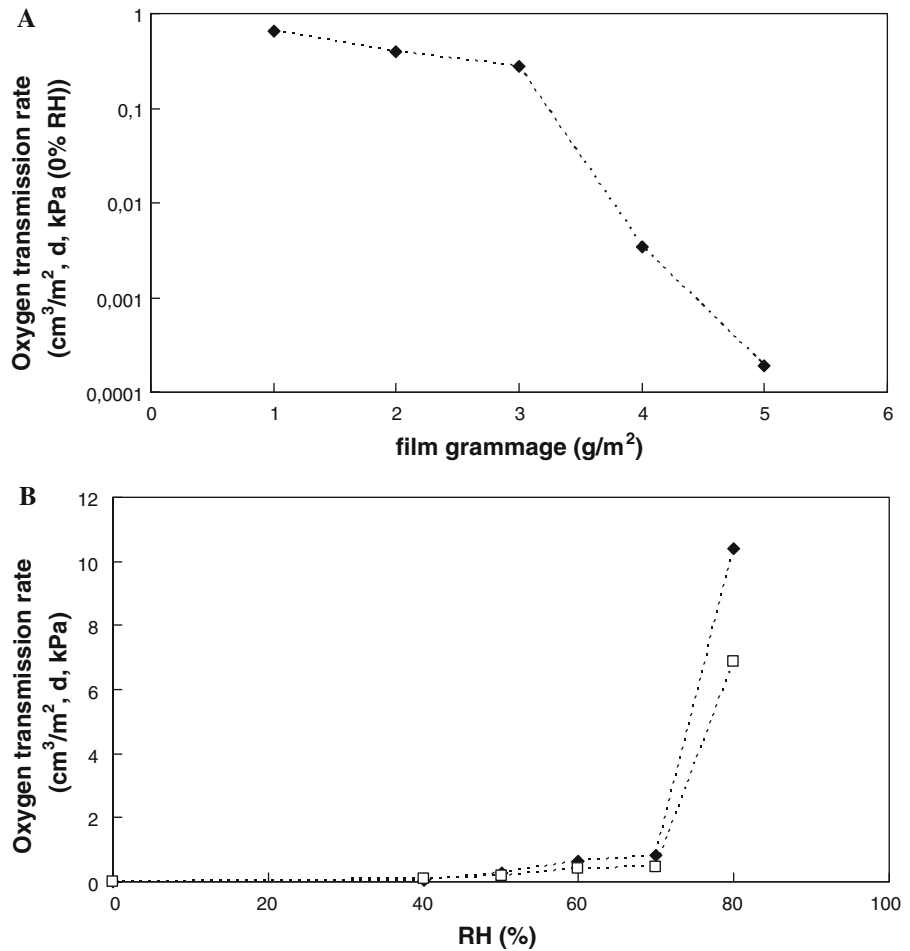 A
Oxygen transmission rate
(cm³/m², d, kPa (0% RH))
1
0,1
0,01
0,001
0,0001
0 1 2 3 4 5 6
film grammage (g/m²)
B
Oxygen transmission rate
(cm³/m², d, kPa)
12
10
8
6
4
2
0
0 20 40 60 80 100
RH (%)